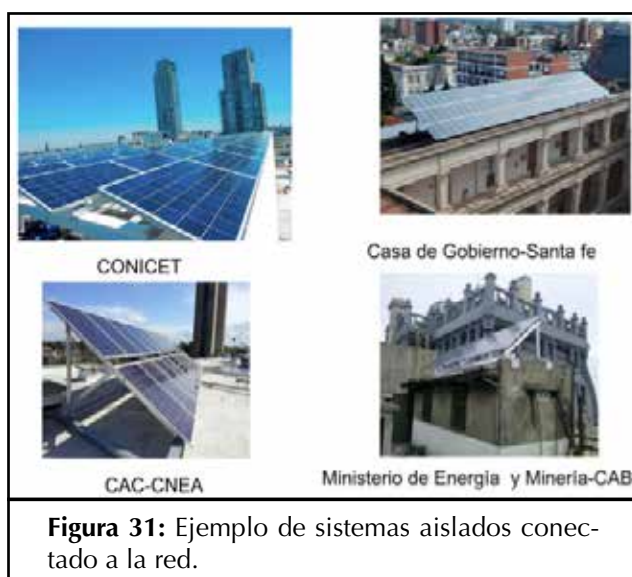 CONICET
Casa de Gobierno-Santa fe
CAC-CNEA
Ministerio de Energía y Minería-CAB
Figura 31: Ejemplo de sistemas aislados conec-
tado a la red.